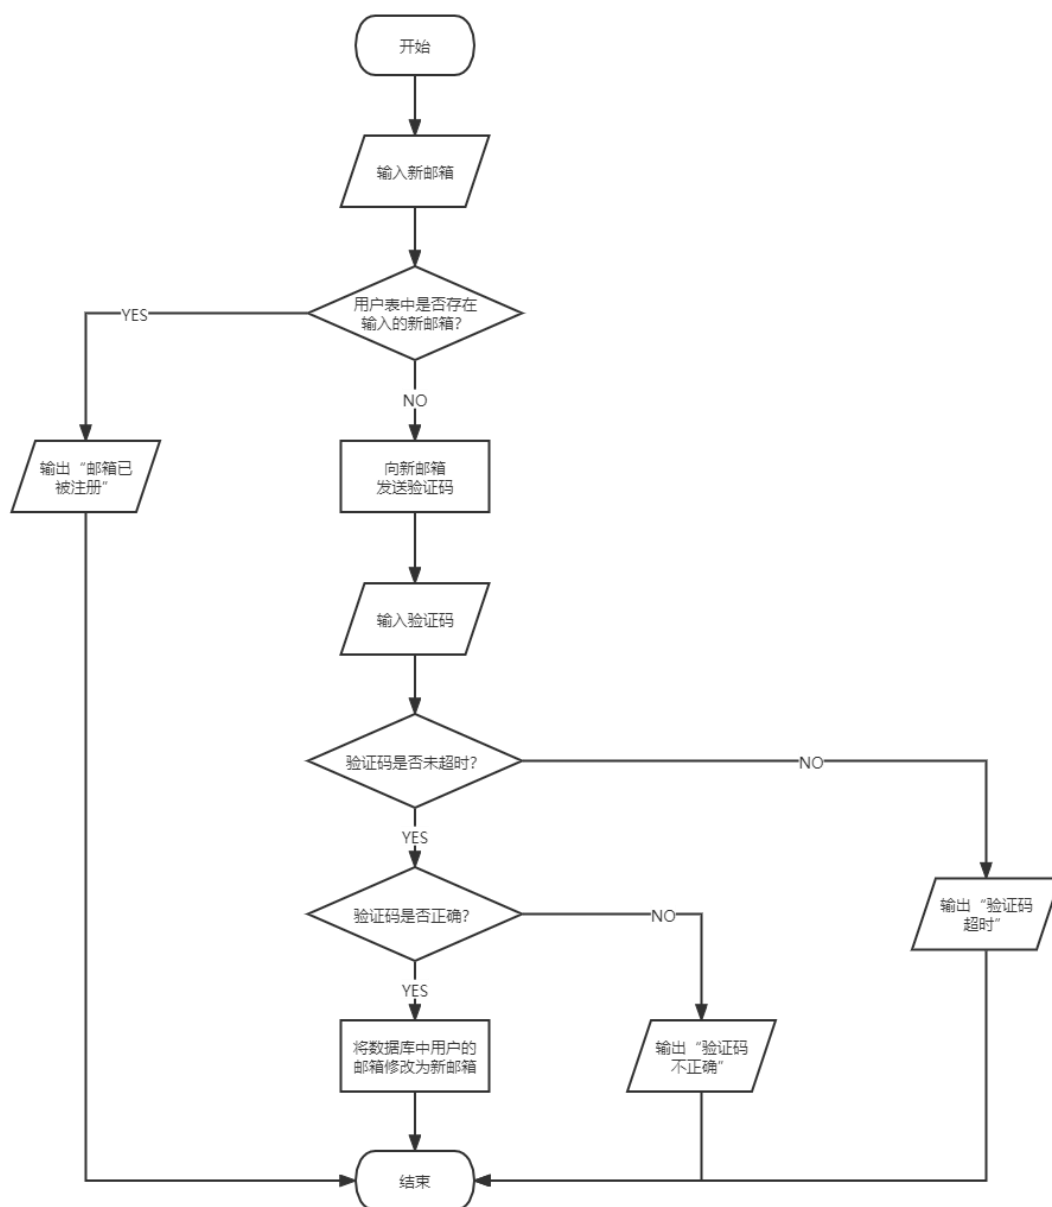 开始
输入新邮箱
用户表中是否存在
输入的新邮箱?
YES
NO
输出“邮箱已
被注册”
向新邮箱
发送验证码
输入验证码
验证码是否未超时?
NO
YES
验证码是否正确?
NO
输出“验证码
超时”
YES
将数据库中用户的
邮箱修改为新邮箱
输出“验证码
不正确”
结束